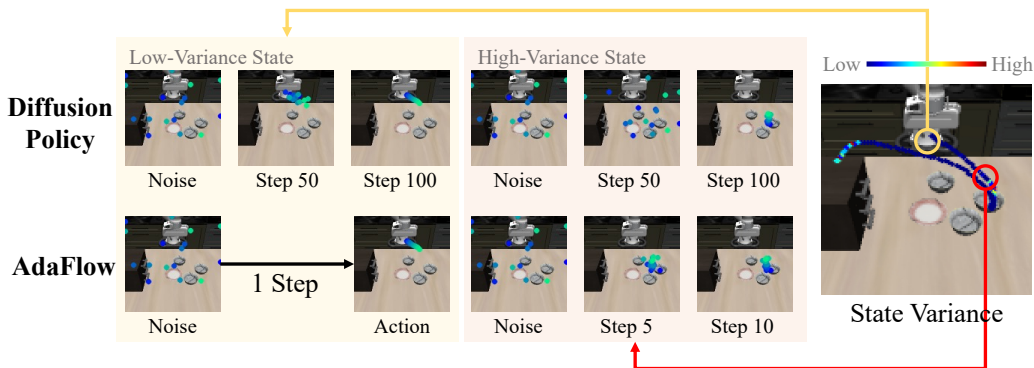 Low-Variance State
High-Variance State
Low
High
Diffusion
Policy
Noise
Step 50
Step 100
Noise
Step 50
Step 100
AdaFlow
1 Step
Noise
Action
Noise
Step 5
Step 10
State Variance